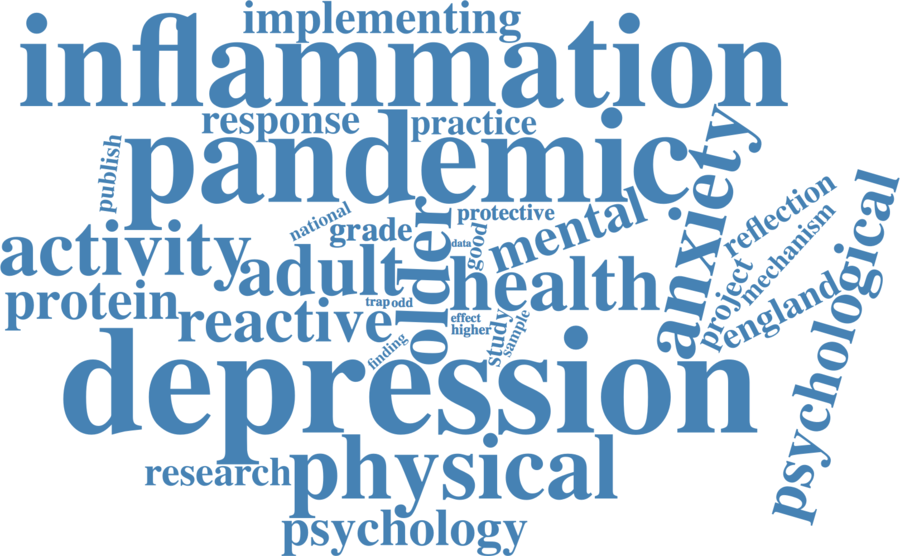 implementing
inflammation
response
practice
pandemic
publish
anxiety
national
grade
protective
mental
reflection
psychological
activity
adult
older
data
good
health
project
mechanism
protein
reactive
trap
odd
effect
higher
study
sample
england
finding
depression
research
physical
psychology